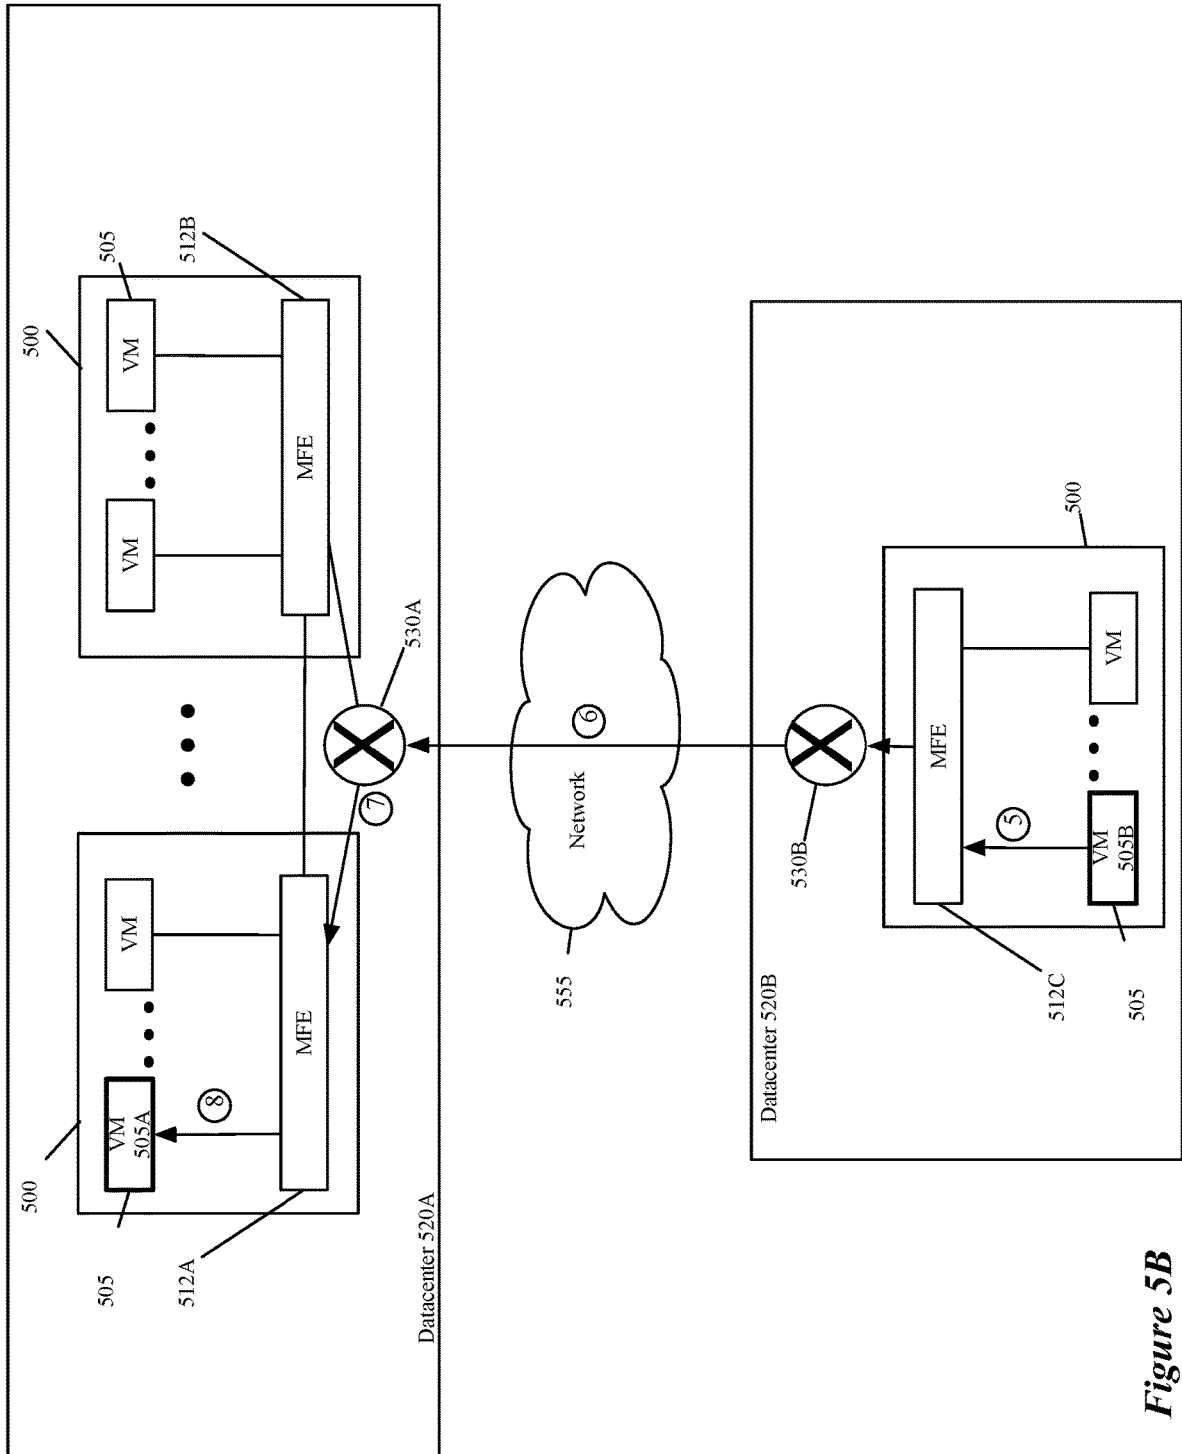 500
500
505
505
VM
505A
VM
VM
VM
512A
512B
8
MFE
MFE
7
530A
Datacenter 520A
555
Network
6
Datacenter 520B
530B
MFE
5
500
512C
VM
505B
VM
505
Figure 5B